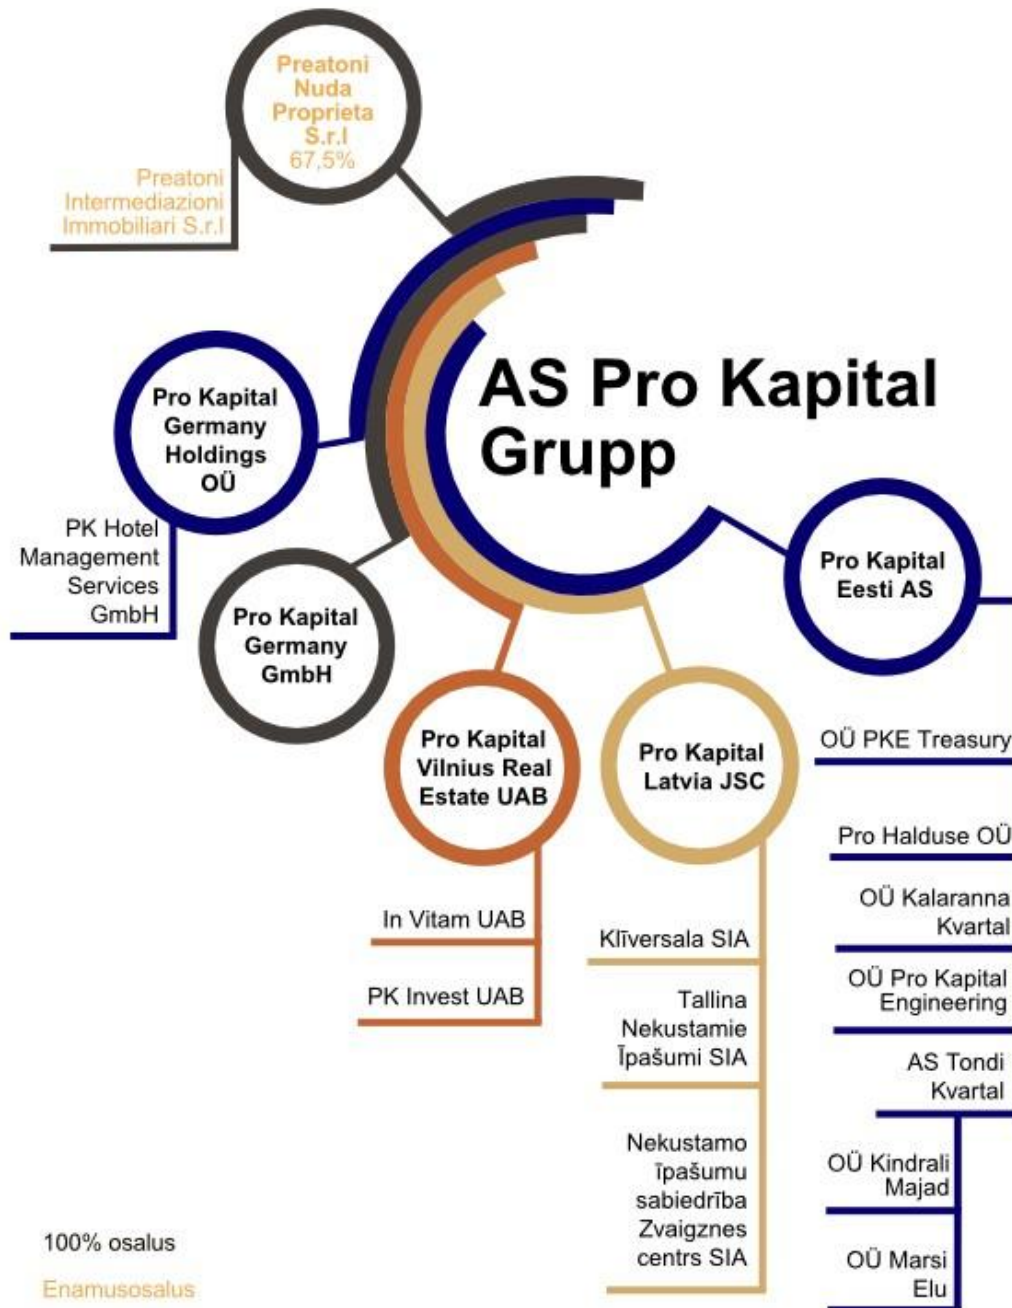 Preatoni
Nuda
Proprieta
S.r.l
67,5%
Preatoni
Intermediazioni
Immobiliari S.r.l
AS Pro Kapital
Grupp
Pro Kapital
Germany
Holdings
OÜ
PK Hotel
Management
Services
GmbH
Pro Kapital
Germany
GmbH
Pro Kapital
Vilnius Real
Estate UAB
In Vitam UAB
PK Invest UAB
Pro Kapital
Latvia JSC
Klīversala SIA
Tallina
Nekustamie
Īpašumi SIA
Nekustamo
īpašumu
sabiedrība
Zvaigznes
centrs SIA
Pro Kapital
Eesti AS
OÜ PKE Treasury
Pro Halduse OÜ
OÜ Kalaranna
Kvartal
OÜ Pro Kapital
Engineering
AS Tondi
Kvartal
OÜ Kindrali
Majad
OÜ Marsi
Elu
100% osalus
Enamusosalus